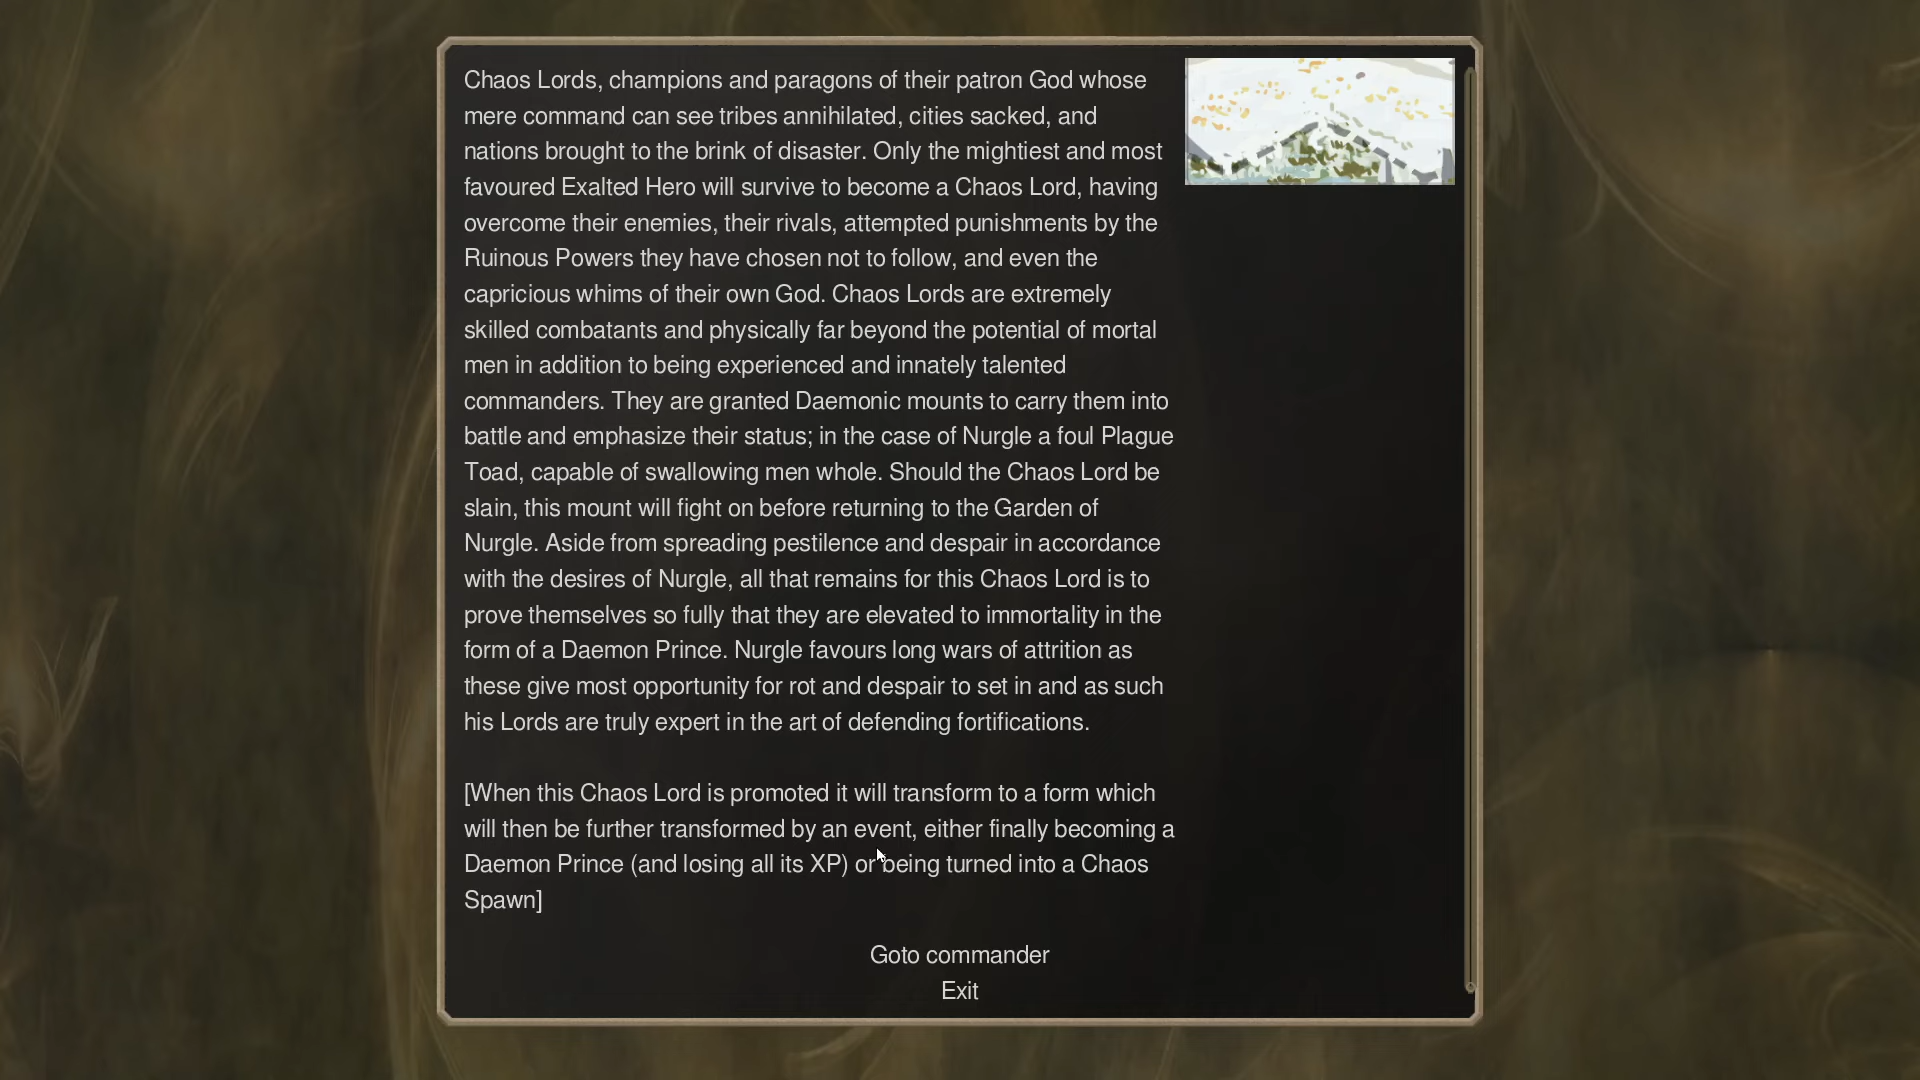 Chaos Lords, champions and paragons of their patron God whose
mere command can see tribes annihilated, cities sacked, and
nations brought to the brink of disaster. Only the mightiest and most
favoured Exalted Hero will survive to become a Chaos Lord, having
overcome their enemies, their rivals, attempted punishments by the
Ruinous Powers they have chosen not to follow, and even the
capricious whims of their own God. Chaos Lords are extremely
skilled combatants and physically far beyond the potential of mortal
men in addition to being experienced and innately talented
commanders. They are granted Daemonic mounts to carry them into
battle and emphasize their status; in the case of Nurgle a foul Plague
Toad, capable of swallowing men whole. Should the Chaos Lord be
slain, this mount will fight on before returning to the Garden of
Nurgle. Aside from spreading pestilence and despair in accordance
with the desires of Nurgle, all that remains for this Chaos Lord is to
prove themselves so fully that they are elevated to immortality in the
form of a Daemon Prince. Nurgle favours long wars of attrition as
these give most opportunity for rot and despair to set in and as such
his Lords are truly expert in the art of defending fortifications.
[When this Chaos Lord is promoted it will transform to a form which
will then be further transformed by an event, either finally becoming a
Daemon Prince (and losing all its XP) or being turned into a Chaos
Spawn]
Goto commander
Exit